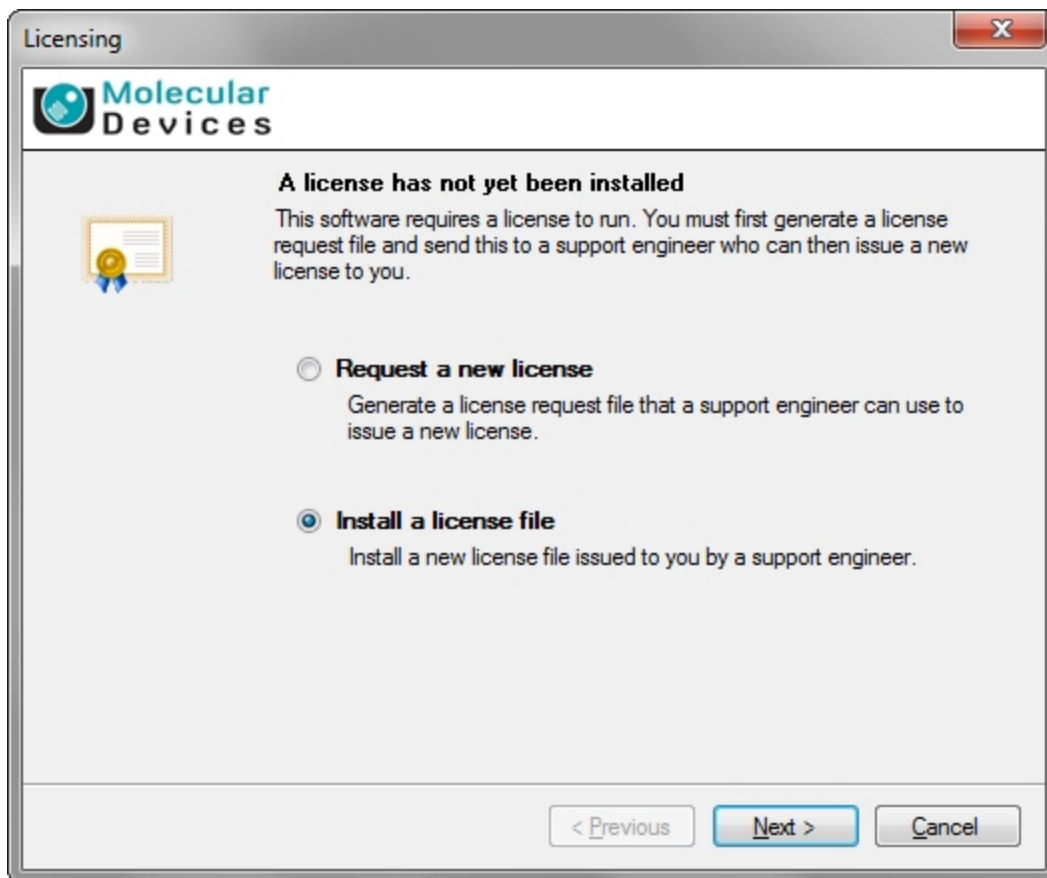 Licensing
Molecular
Devices
A license has not yet been installed
This software requires a license to run. You must first generate a license
request file and send this to a support engineer who can then issue a new
license to you.
Request a new license
Generate a license request file that a support engineer can use to
issue a new license.
Install a license file
Install a new license file issued to you by a support engineer.
< Previous
Next >
Cancel